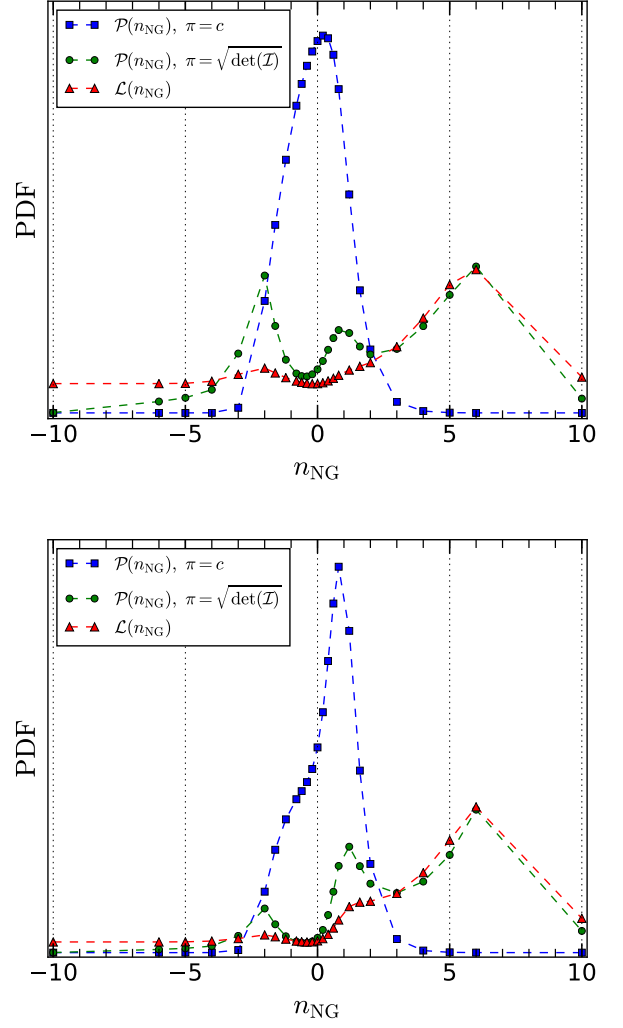 𝒫(n_NG), π = c
𝒫(n_NG), π = √det(ℐ)
ℒ(n_NG)
PDF
−10 −5 0 5 10
n_NG
𝒫(n_NG), π = c
𝒫(n_NG), π = √det(ℐ)
ℒ(n_NG)
PDF
−10 −5 0 5 10
n_NG